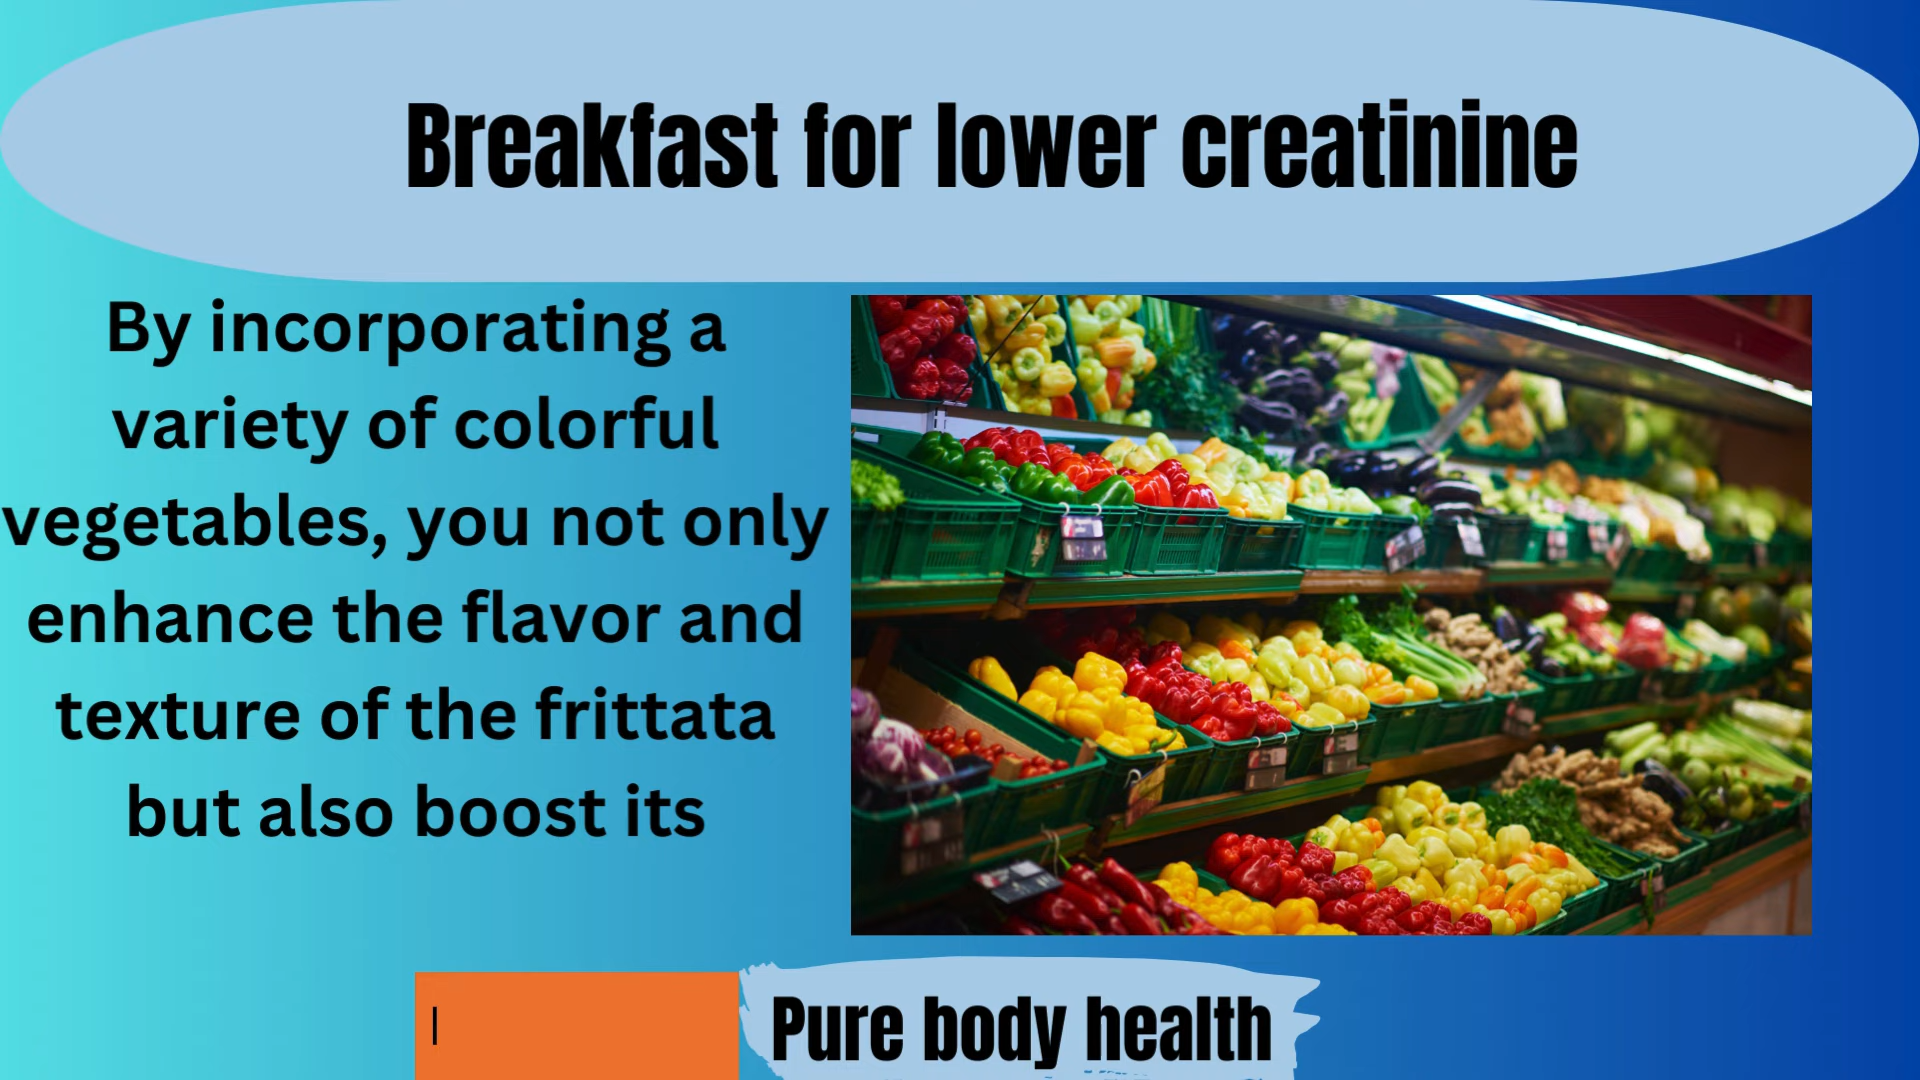 Breakfast for lower creatinine
By incorporating a
variety of colorful
vegetables, you not only
enhance the flavor and
texture of the frittata
but also boost its
Pure body health